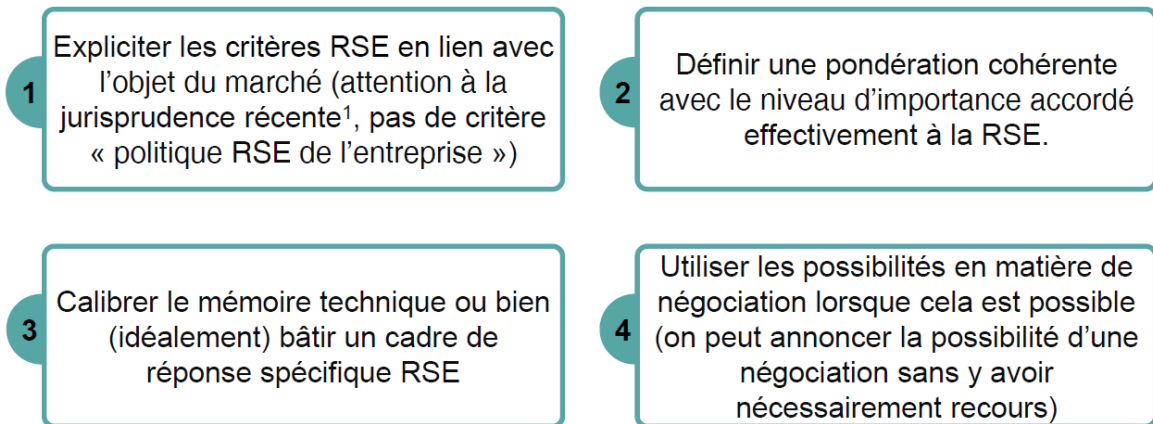 1
Expliciter les critères RSE en lien avec
l’objet du marché (attention à la
jurisprudence récente¹, pas de critère
« politique RSE de l’entreprise »)
2
Définir une pondération cohérente
avec le niveau d’importance accordé
effectivement à la RSE.
3
Calibrer le mémoire technique ou bien
(idéalement) bâtir un cadre de
réponse spécifique RSE
4
Utiliser les possibilités en matière de
négociation lorsque cela est possible
(on peut annoncer la possibilité d’une
négociation sans y avoir
nécessairement recours)